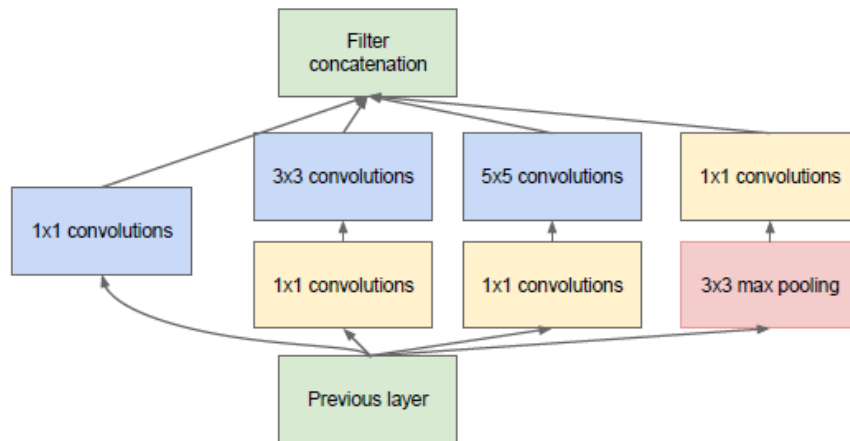 Filter
concatenation
3x3 convolutions
5x5 convolutions
1x1 convolutions
1x1 convolutions
1x1 convolutions
1x1 convolutions
3x3 max pooling
Previous layer